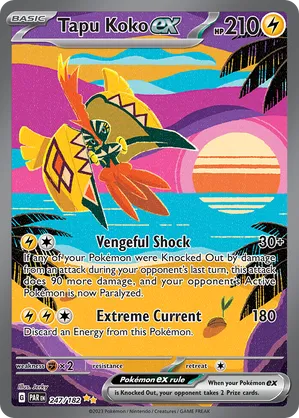 BASIC
Tapu Koko ex HP 210
Vengeful Shock 30+
If any of your Pokémon were Knocked Out by damage
from an attack during your opponent's last turn, this attack
does 90 more damage, and your opponent's Active
Pokémon is now Paralyzed.
Extreme Current 180
Discard an Energy from this Pokémon.
weakness ×2 resistance retreat
Illus. Jerky
Pokémon ex rule
When your Pokémon ex
is Knocked Out, your opponent takes 2 Prize cards.
G PAR EN 247/182
©2023 Pokémon / Nintendo / Creatures / GAME FREAK